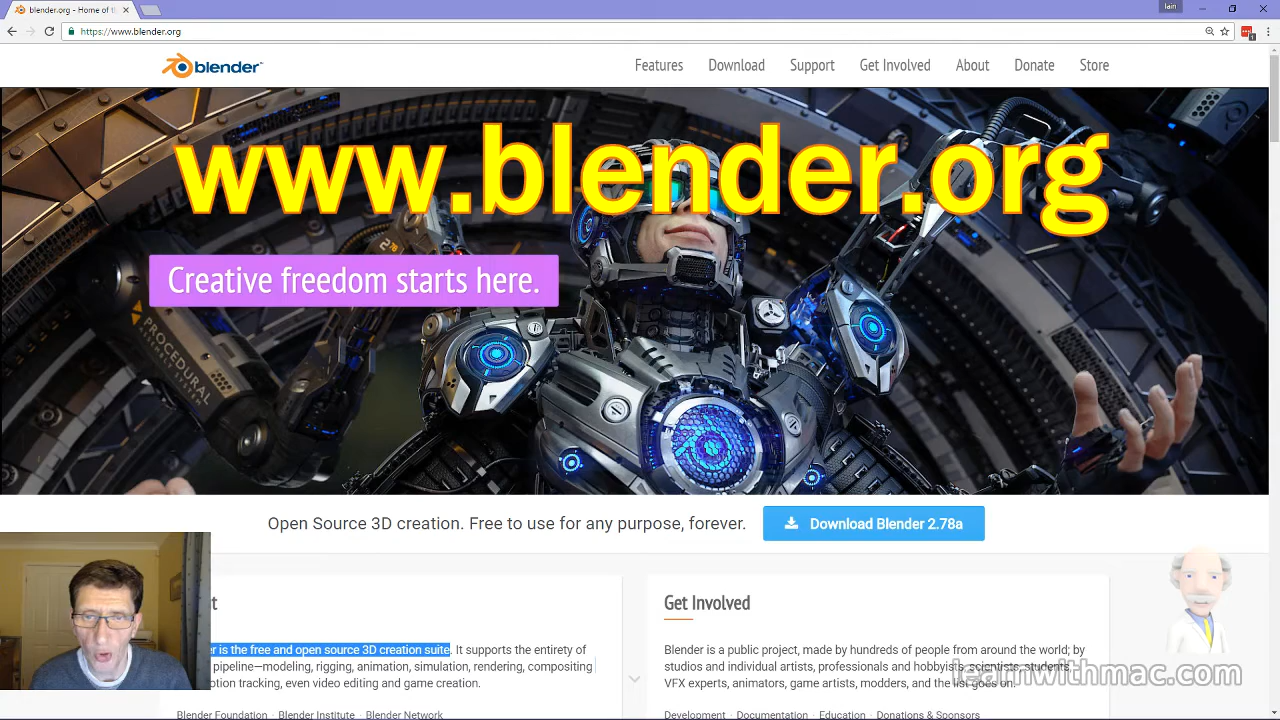 blender.org - Home of t
Iain
https://www.blender.org
1
blender
Features
Download
Support
Get Involved
About
Donate
Store
www.blender.org
2.78
Creative freedom starts here.
PROCEDURAL
Open Source 3D creation. Free to use for any purpose, forever.
Download Blender 2.78a
t
Get Involved
r is the free and open source 3D creation suite. It supports the entirety of
pipeline—modeling, rigging, animation, simulation, rendering, compositing
tion tracking, even video editing and game creation.
Blender is a public project, made by hundreds of people from around the world; by
studios and individual artists, professionals and hobbyists, scientists, students,
VFX experts, animators, game artists, modders, and the list goes on.
learnwithmac.com
Blender Foundation · Blender Institute · Blender Network
Development · Documentation · Education · Donations & Sponsors